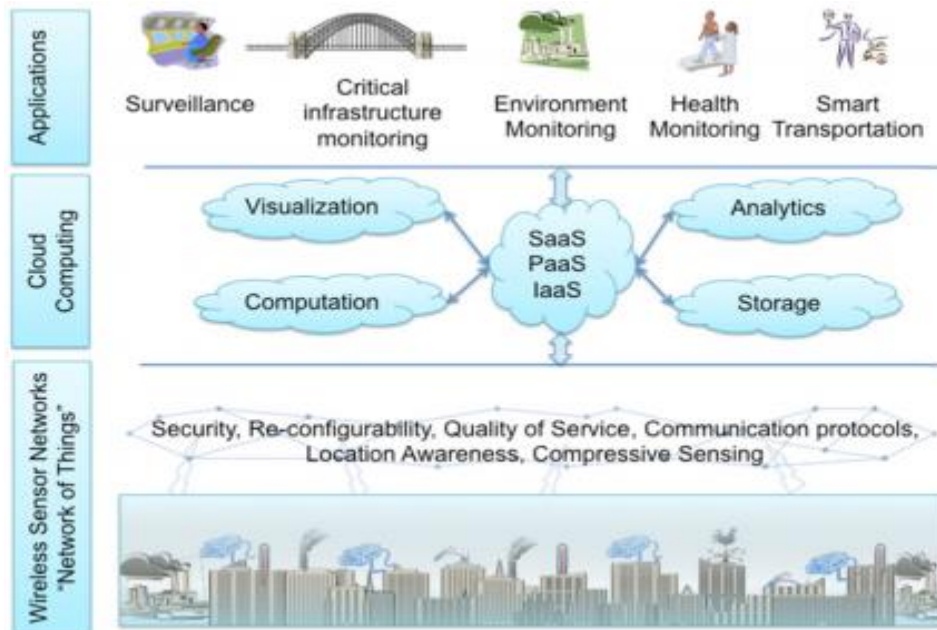 Applications
Surveillance
Critical
infrastructure
monitoring
Environment
Monitoring
Health
Monitoring
Smart
Transportation
Cloud
Computing
Visualization
Computation
SaaS
PaaS
IaaS
Analytics
Storage
Wireless Sensor Networks
"Network of Things"
Security, Re-configurability, Quality of Service, Communication protocols,
Location Awareness, Compressive Sensing